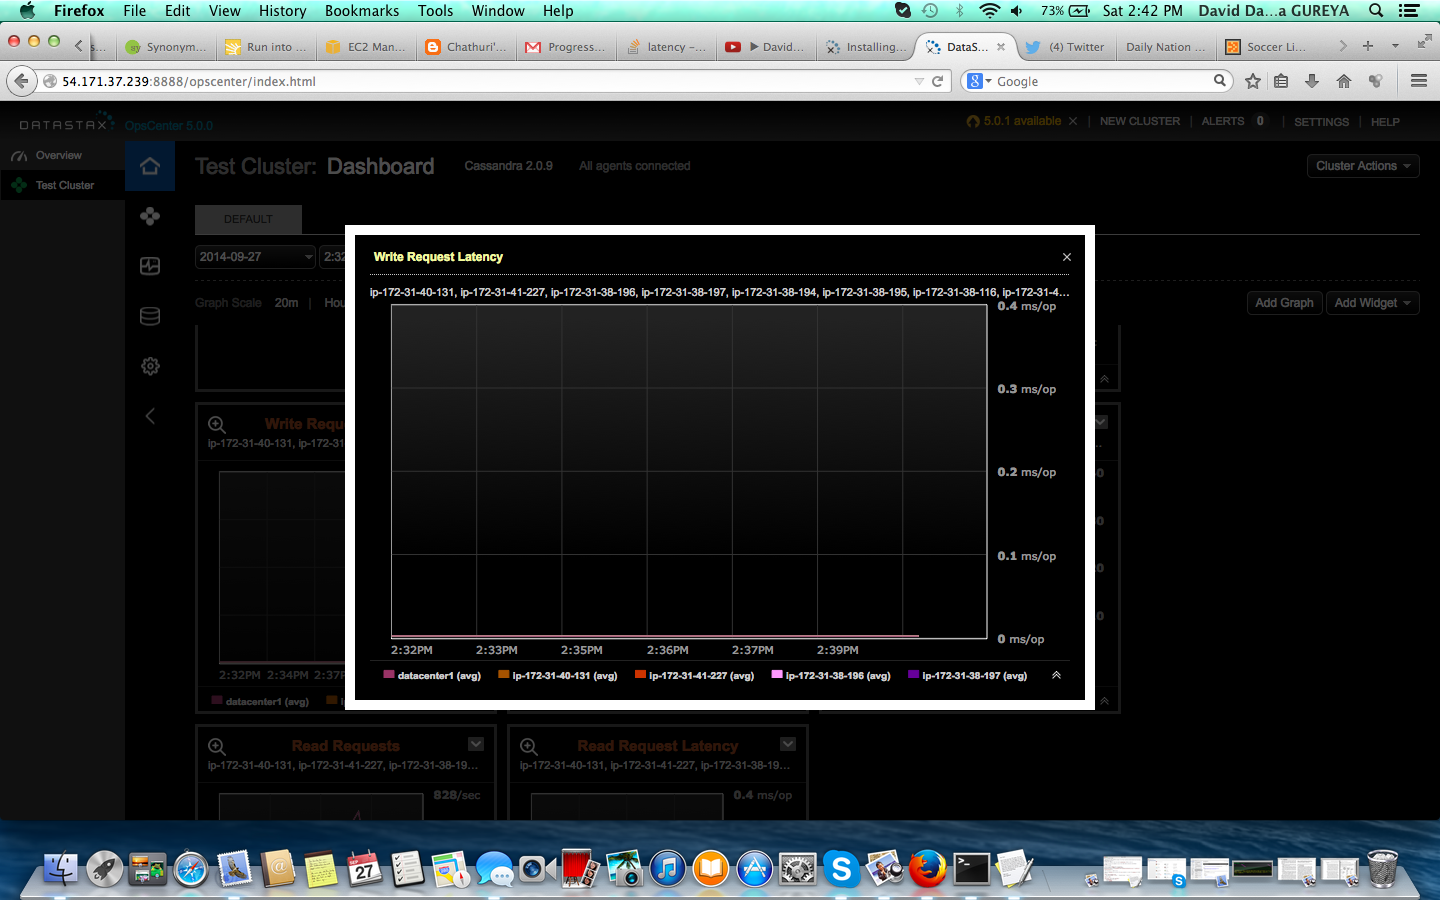 Firefox File Edit View History Bookmarks Tools Window Help 73% Sat 2:42 PM David Da...a GUREYA
s... Synonym... Run into ... EC2 Man... Chathuri'... Progress... latency -... ▶ David... Installing... DataS... (4) Twitter Daily Nation ... Soccer Li...
54.171.37.239:8888/opscenter/index.html Google
DATASTAX OpsCenter 5.0.0 5.0.1 available × | NEW CLUSTER | ALERTS 0 | SETTINGS | HELP
Overview
Test Cluster
Test Cluster: Dashboard Cassandra 2.0.9 All agents connected Cluster Actions
DEFAULT
2014-09-27 2:32
Graph Scale 20m | Hou
Add Graph Add Widget
Write Request Latency ×
ip-172-31-40-131, ip-172-31-41-227, ip-172-31-38-196, ip-172-31-38-197, ip-172-31-38-194, ip-172-31-38-195, ip-172-31-38-116, ip-172-31-4...
0.4 ms/op
0.3 ms/op
0.2 ms/op
0.1 ms/op
0 ms/op
2:32PM 2:33PM 2:35PM 2:36PM 2:37PM 2:39PM
datacenter1 (avg) ip-172-31-40-131 (avg) ip-172-31-41-227 (avg) ip-172-31-38-196 (avg) ip-172-31-38-197 (avg)
Write Requ
ip-172-31-40-131, ip-172-31
2:32PM 2:34PM 2:37P
datacenter1 (avg)
Read Requests
ip-172-31-40-131, ip-172-31-41-227, ip-172-31-38-19...
828/sec
Read Request Latency
ip-172-31-40-131, ip-172-31-41-227, ip-172-31-38-19...
0.4 ms/op
SEP
27